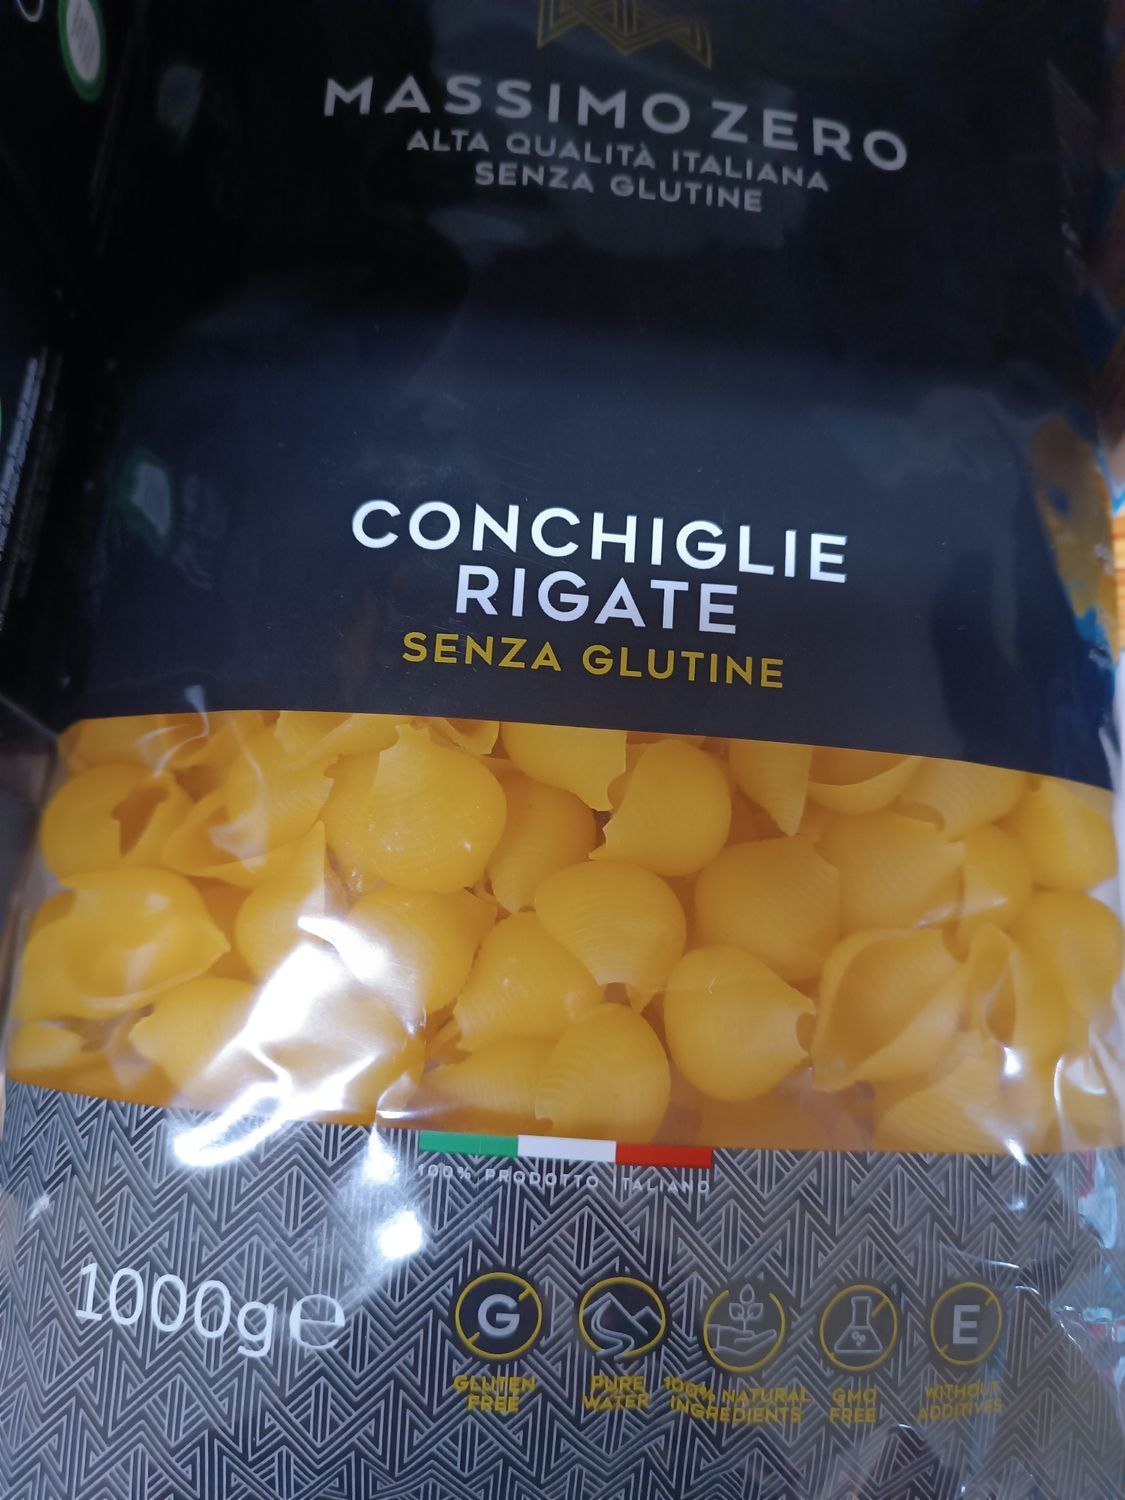 MASSIMO ZERO
ALTA QUALITÀ ITALIANA
SENZA GLUTINE
CONCHIGLIE
RIGATE
SENZA GLUTINE
100% PRODOTTO ITALIANO
1000g ℮
G
GLUTEN
FREE
PURE
WATER
100% NATURAL
INGREDIENTS
GMO
FREE
E
WITHOUT
ADDITIVES